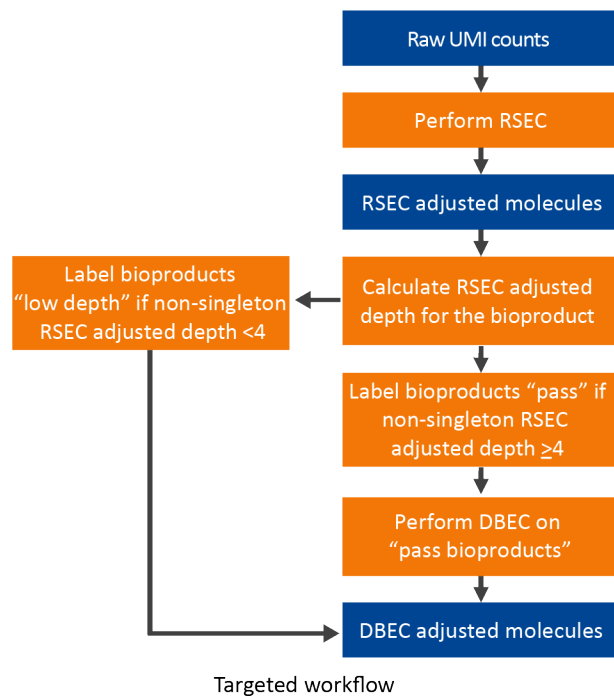 Raw UMI counts
Perform RSEC
RSEC adjusted molecules
Calculate RSEC adjusted
depth for the bioproduct
Label bioproducts
“low depth” if non-singleton
RSEC adjusted depth <4
Label bioproducts “pass” if
non-singleton RSEC
adjusted depth ≥4
Perform DBEC on
“pass bioproducts”
DBEC adjusted molecules
Targeted workflow